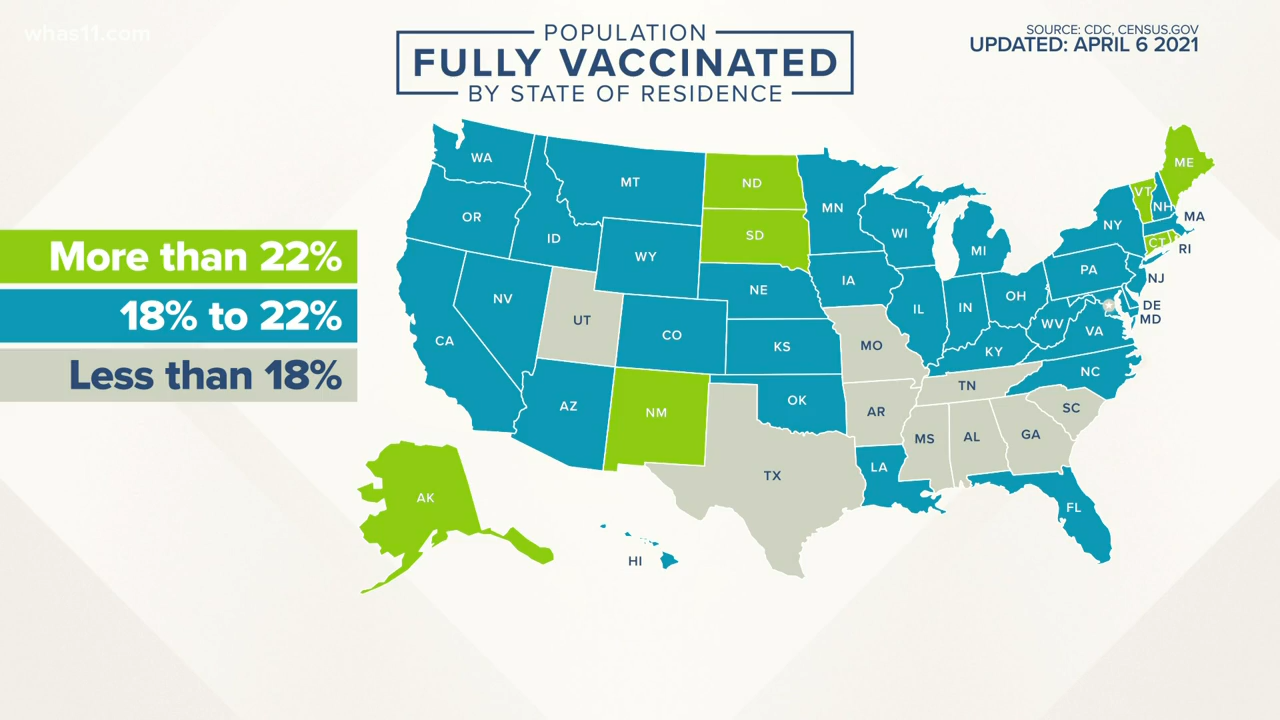 whas11.com
POPULATION
FULLY VACCINATED
BY STATE OF RESIDENCE
SOURCE: CDC, CENSUS.GOV
UPDATED: APRIL 6 2021
More than 22%
18% to 22%
Less than 18%
WA
OR
CA
NV
ID
MT
WY
UT
CO
AZ
NM
ND
SD
NE
KS
OK
TX
MN
IA
MO
AR
LA
WI
IL
MI
IN
OH
KY
TN
MS
AL
GA
SC
NC
FL
WV
VA
PA
NY
VT
NH
ME
MA
CT
RI
NJ
DE
MD
AK
HI